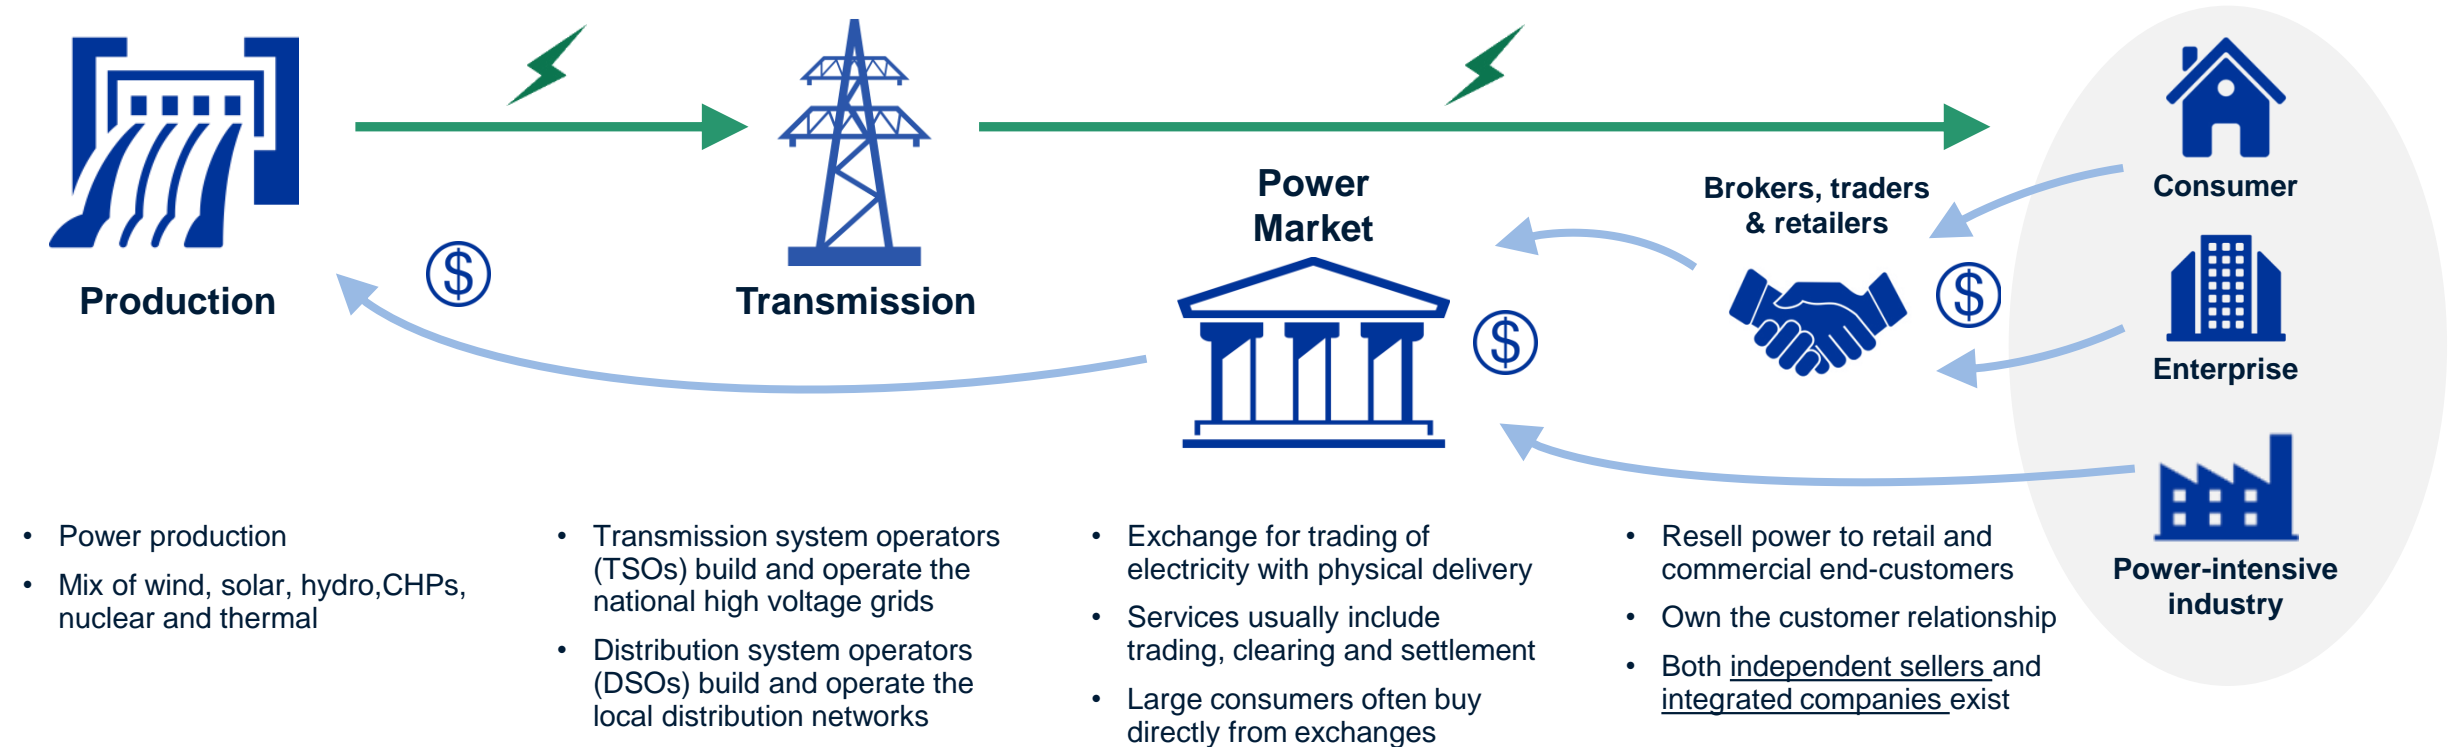 Production
Transmission
Power
Market
Brokers, traders
& retailers
Consumer
Enterprise
Power-intensive
industry
$
$
$
• Power production
• Mix of wind, solar, hydro,CHPs,
nuclear and thermal
• Transmission system operators
(TSOs) build and operate the
national high voltage grids
• Distribution system operators
(DSOs) build and operate the
local distribution networks
• Exchange for trading of
electricity with physical delivery
• Services usually include
trading, clearing and settlement
• Large consumers often buy
directly from exchanges
• Resell power to retail and
commercial end-customers
• Own the customer relationship
• Both independent sellers and
integrated companies exist